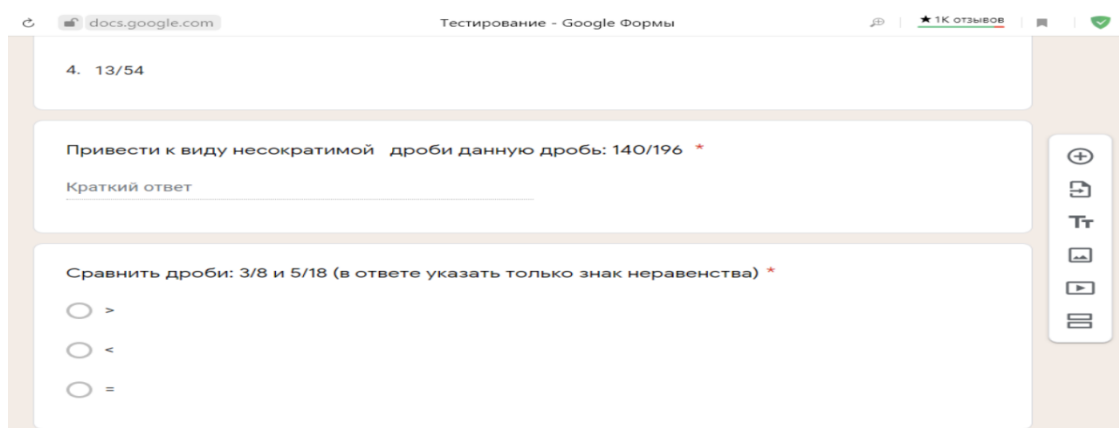 docs.google.com Тестирование - Google Формы ★ 1К отзывов
4. 13/54
Привести к виду несократимой дроби данную дробь: 140/196 *
Краткий ответ
Сравнить дроби: 3/8 и 5/18 (в ответе указать только знак неравенства) *
>
<
=
Тт